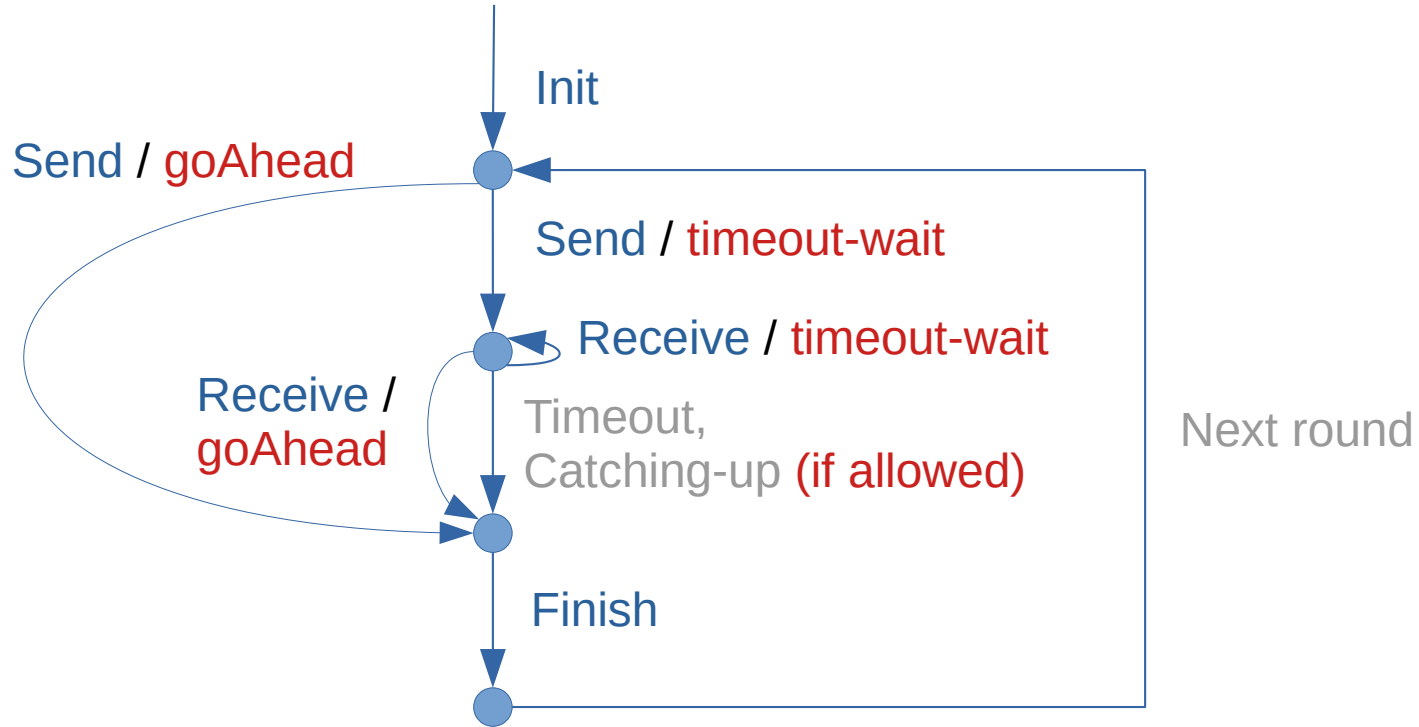 Init
Send / goAhead
Send / timeout-wait
Receive / timeout-wait
Receive /
goAhead
Timeout,
Catching-up (if allowed)
Next round
Finish